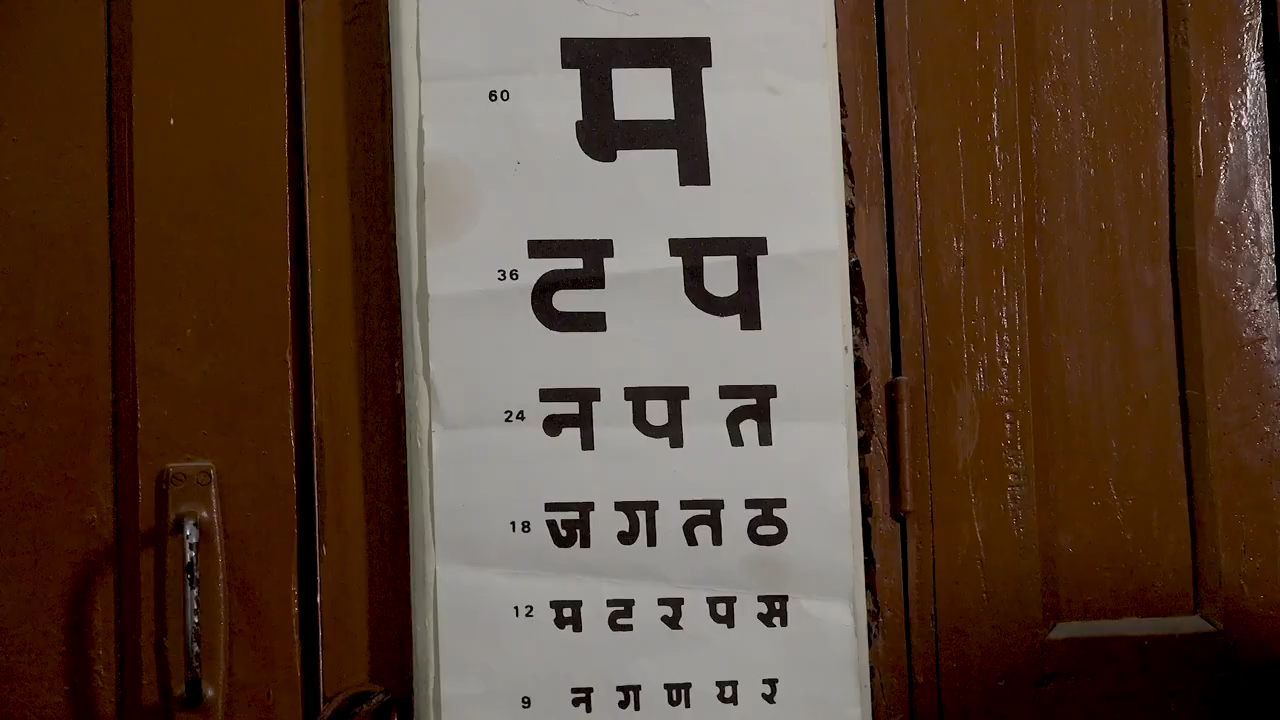 60 म
36 ट प
24 न प त
18 ज ग त ठ
12 म ट र प स
9 न ग ण य र